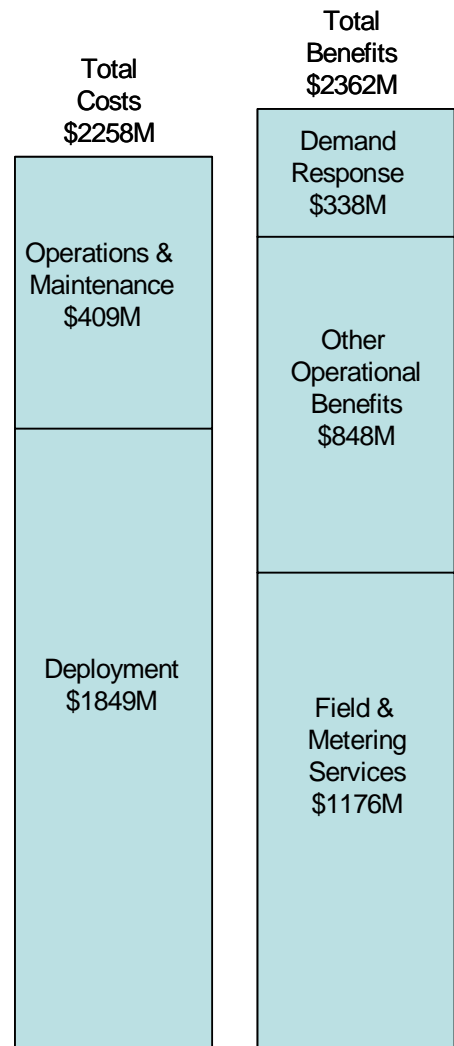 Total
Costs
$2258M
Operations &
Maintenance
$409M
Deployment
$1849M
Total
Benefits
$2362M
Demand
Response
$338M
Other
Operational
Benefits
$848M
Field &
Metering
Services
$1176M